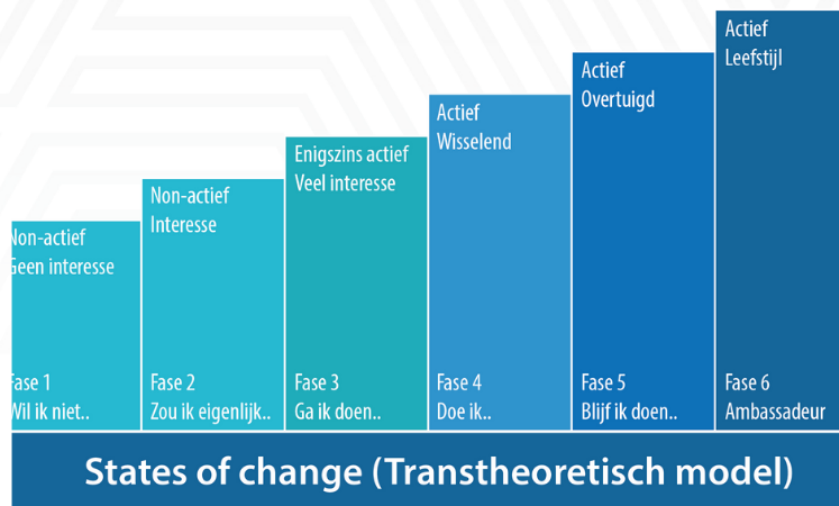 Non-actief
Geen interesse
Fase 1
Wil ik niet..
Non-actief
Interesse
Fase 2
Zou ik eigenlijk..
Enigszins actief
Veel interesse
Fase 3
Ga ik doen..
Actief
Wisselend
Fase 4
Doe ik..
Actief
Overtuigd
Fase 5
Blijf ik doen..
Actief
Leefstijl
Fase 6
Ambassadeur
States of change (Transtheoretisch model)